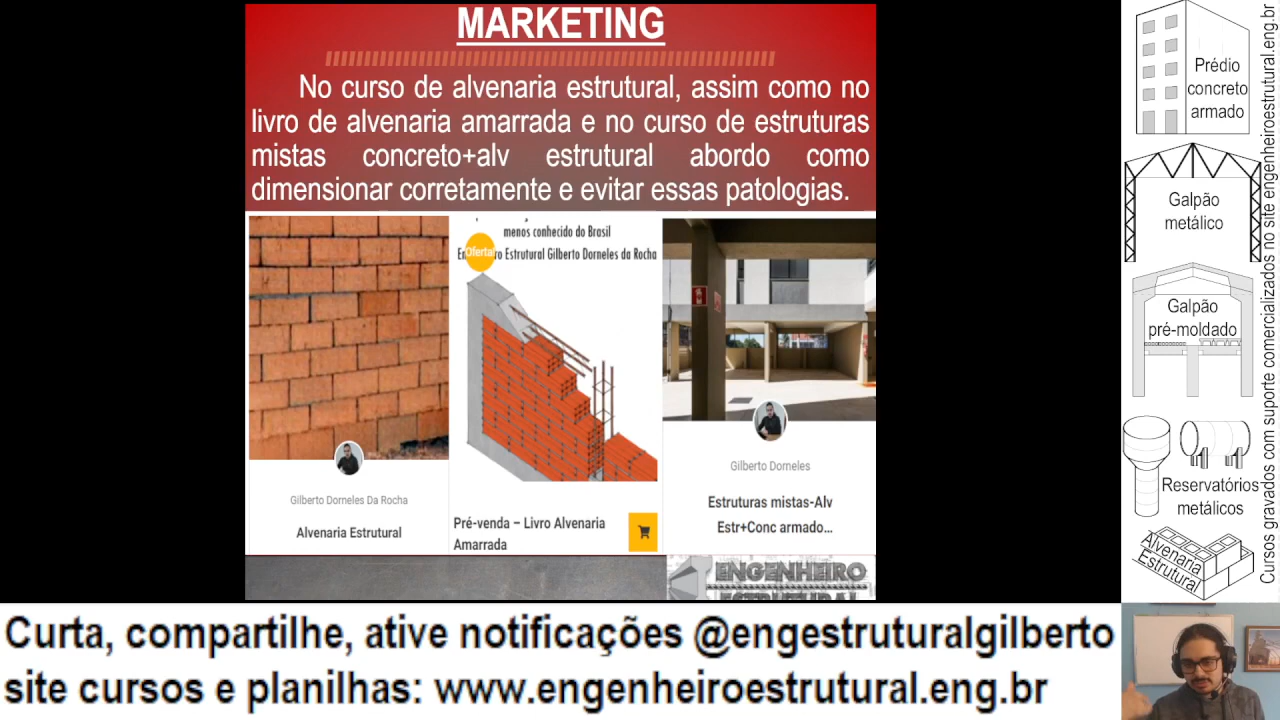 MARKETING
No curso de alvenaria estrutural, assim como no
livro de alvenaria amarrada e no curso de estruturas
mistas concreto+alv estrutural abordo como
dimensionar corretamente e evitar essas patologias.
menos conhecido do Brasil
Oferta!
ro Estrutural Gilberto Dorneles da Rocha
Gilberto Dorneles Da Rocha
Alvenaria Estrutural
Pré-venda – Livro Alvenaria
Amarrada
Gilberto Dorneles
Estruturas mistas-Alv
Estr+Conc armado...
ENGENHEIRO
ESTRUTURAL
Prédio
concreto
armado
Galpão
metálico
Galpão
pré-moldado
Reservatórios
metálicos
Alvenaria
Estrutural
Cursos gravados com suporte comercializados no site engenheiroestrutural.eng.br
Curta, compartilhe, ative notificações @engestruturalgilberto
site cursos e planilhas: www.engenheiroestrutural.eng.br